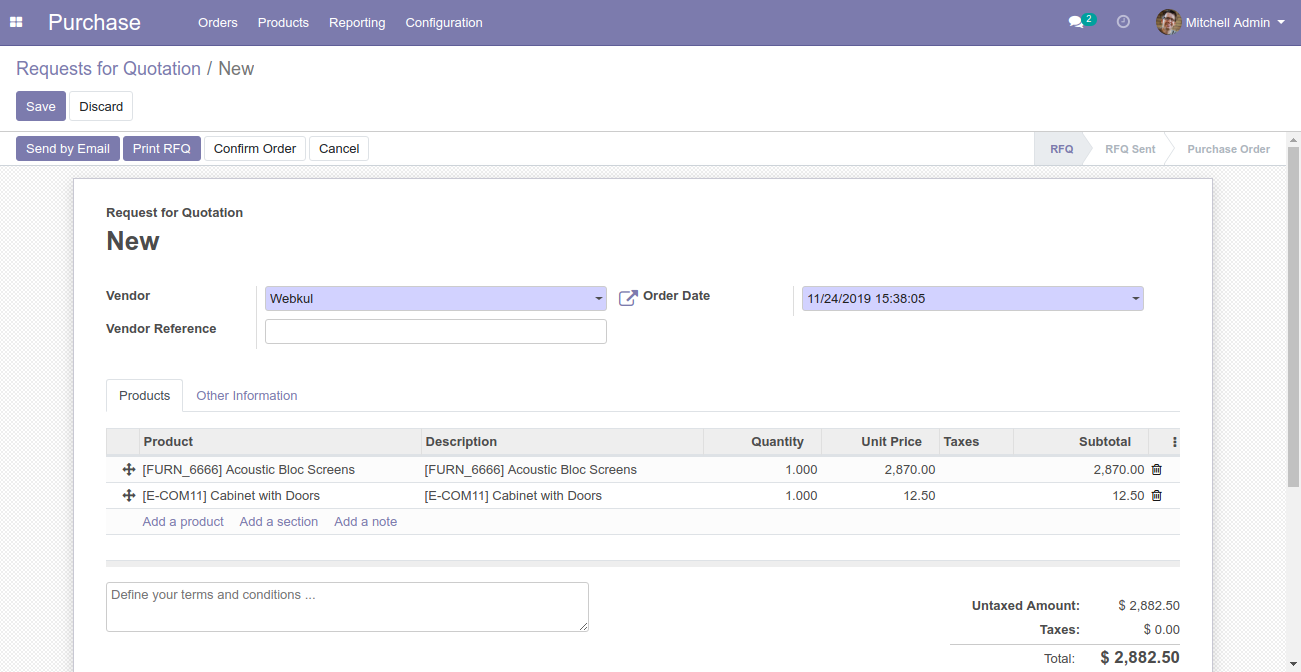 Purchase Orders Products Reporting Configuration 2 Mitchell Admin
Requests for Quotation / New
Save Discard
Send by Email Print RFQ Confirm Order Cancel RFQ RFQ Sent Purchase Order
Request for Quotation
New
Vendor Webkul Order Date 11/24/2019 15:38:05
Vendor Reference
Products Other Information
Product Description Quantity Unit Price Taxes Subtotal
[FURN_6666] Acoustic Bloc Screens [FURN_6666] Acoustic Bloc Screens 1.000 2,870.00 2,870.00
[E-COM11] Cabinet with Doors [E-COM11] Cabinet with Doors 1.000 12.50 12.50
Add a product Add a section Add a note
Define your terms and conditions ...
Untaxed Amount: $ 2,882.50
Taxes: $ 0.00
Total: $ 2,882.50